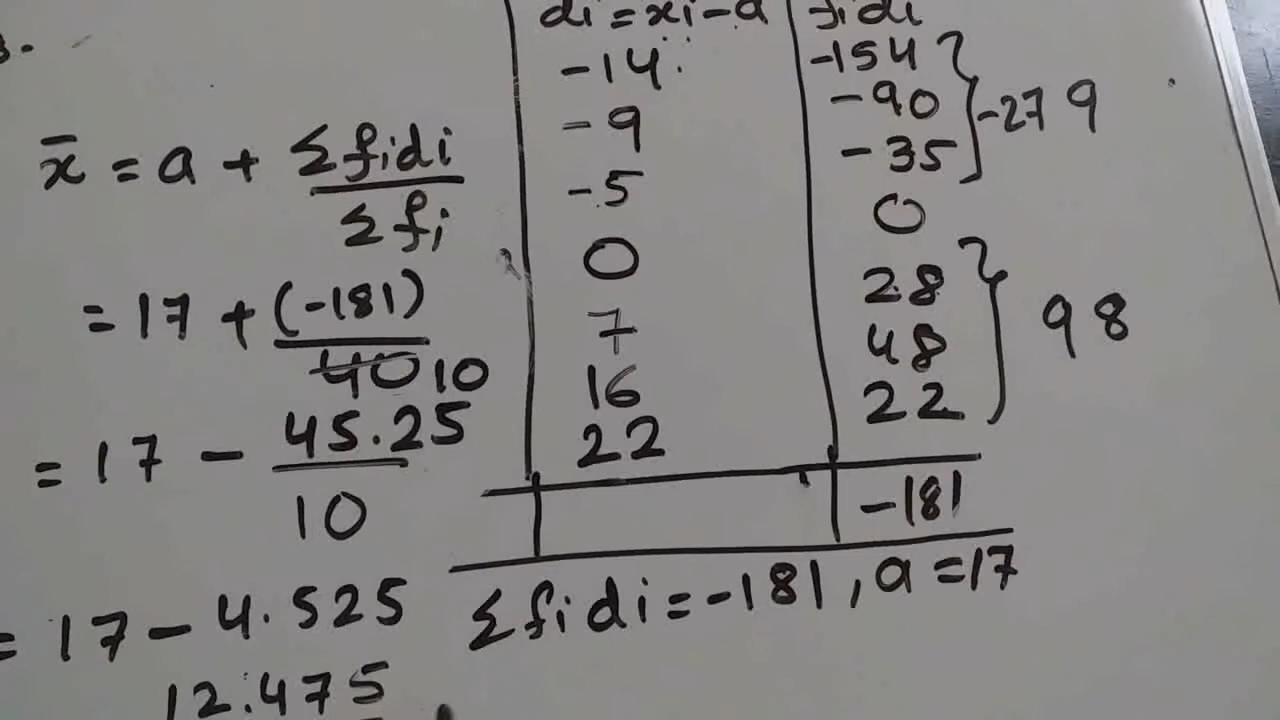 3.
x̄ = a + Σfidi / Σfi
= 17 + (-181) / 40 10
= 17 - 45.25 / 10
= 17 - 4.525
12.475
di = xi - a | fidi
-14 | -154
-9 | -90
-5 | -35
-279
0 | 0
7 | 28
16 | 48
22 | 22
98
-181
Σfidi = -181, a = 17